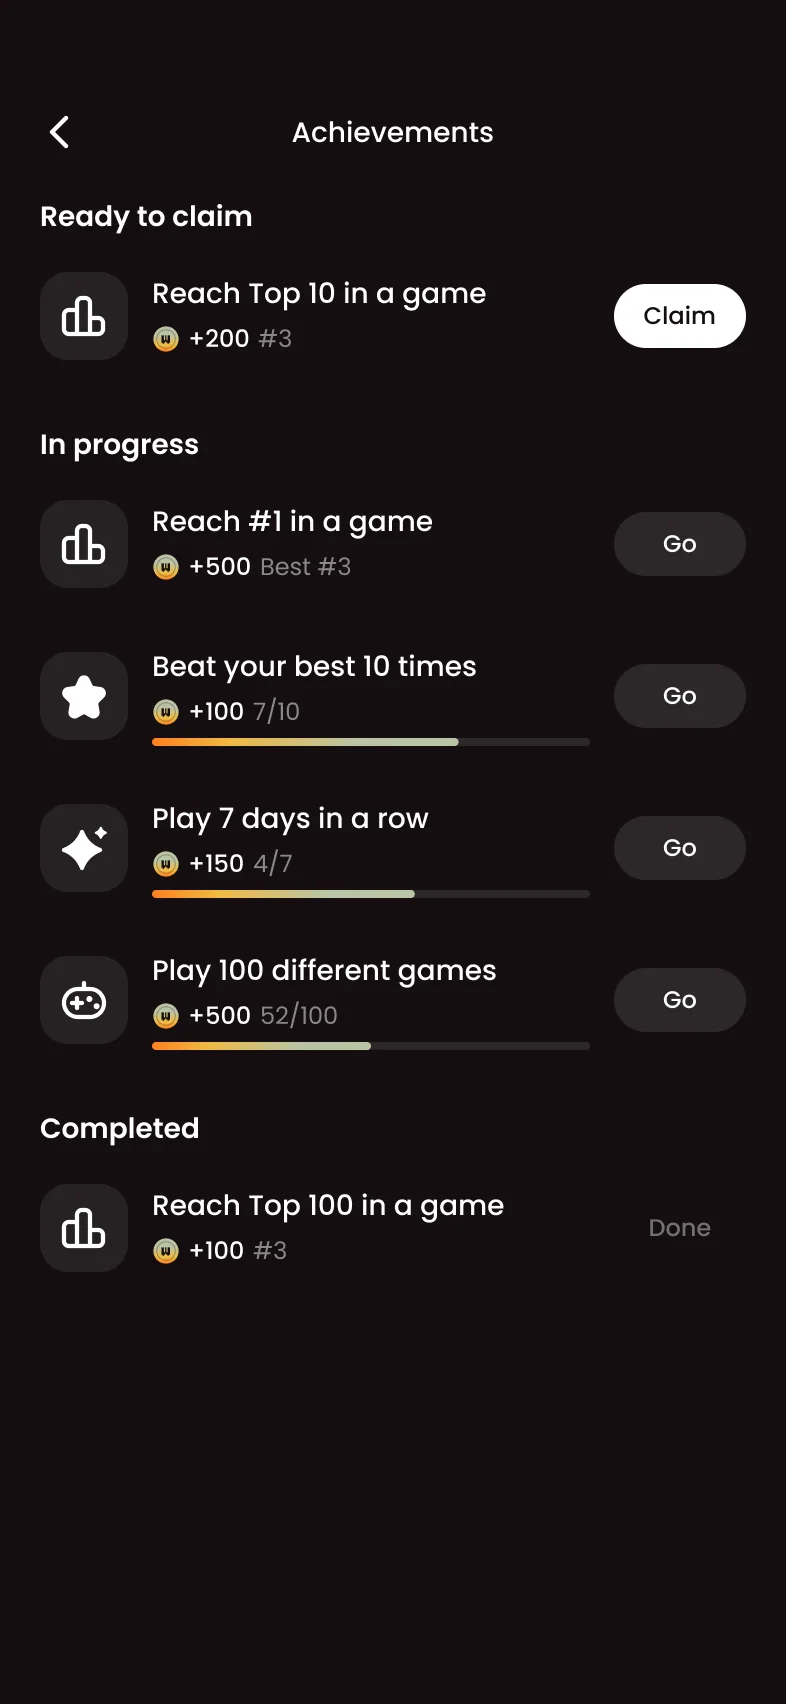 Achievements
Ready to claim
Reach Top 10 in a game
+200 #3
Claim
In progress
Reach #1 in a game
+500 Best #3
Go
Beat your best 10 times
+100 7/10
Go
Play 7 days in a row
+150 4/7
Go
Play 100 different games
+500 52/100
Go
Completed
Reach Top 100 in a game
+100 #3
Done